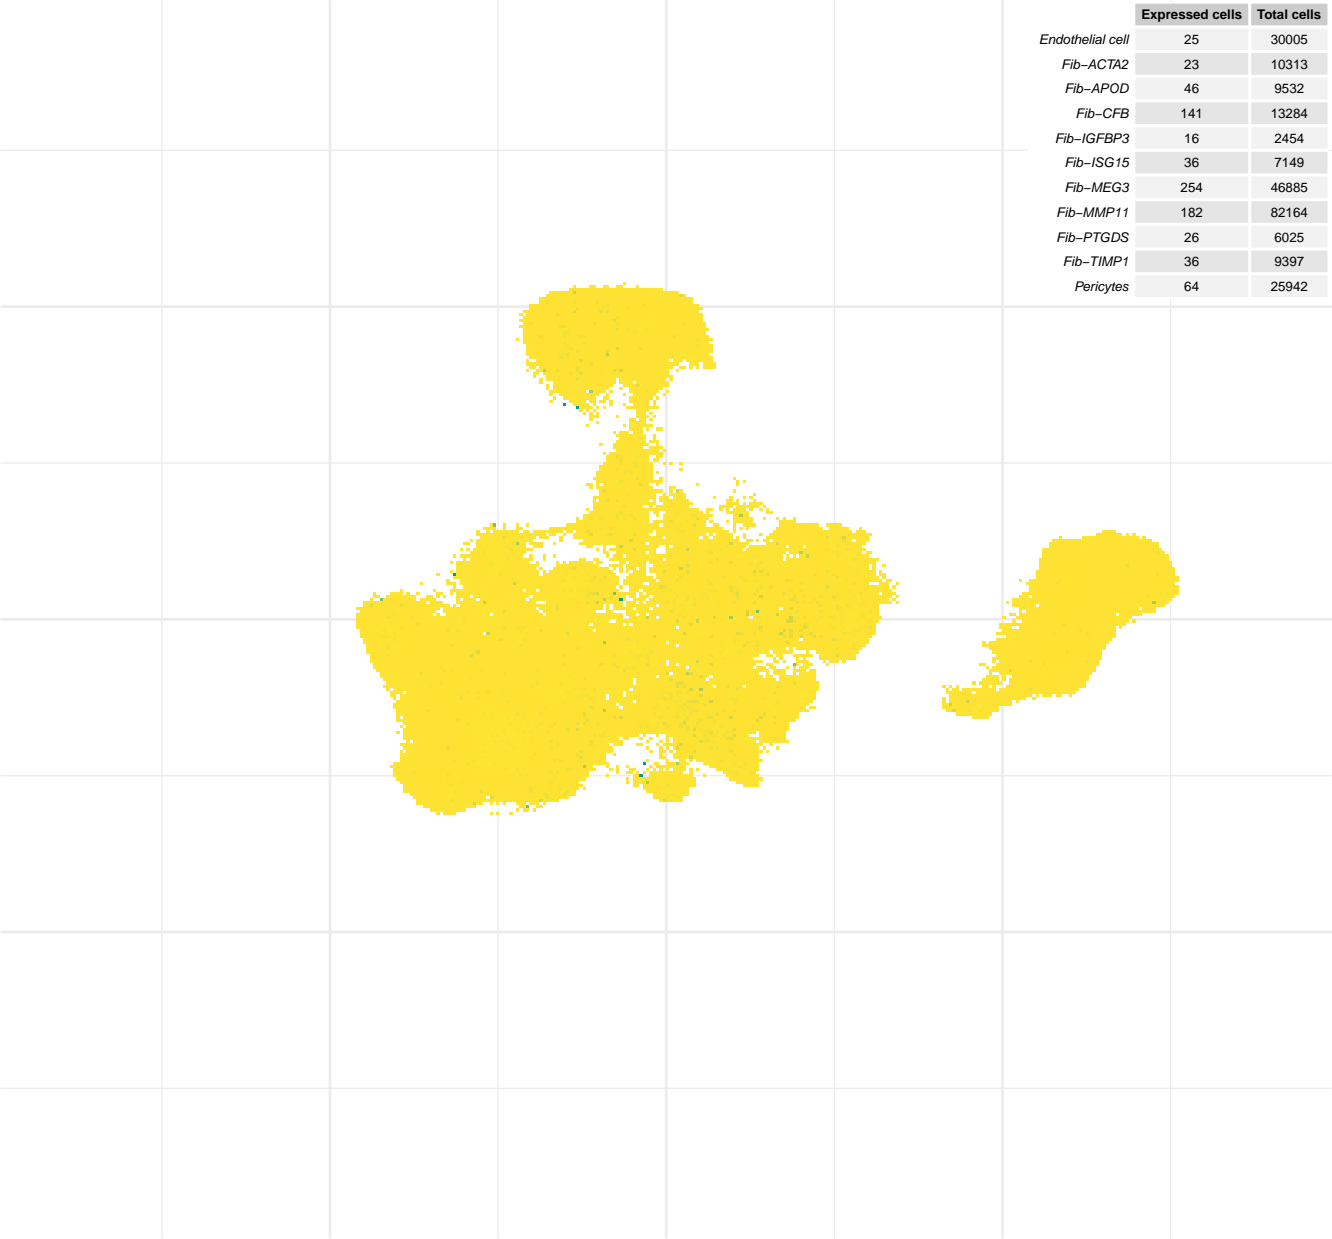 Expressed cells Total cells
Endothelial cell 25 30005
Fib−ACTA2 23 10313
Fib−APOD 46 9532
Fib−CFB 141 13284
Fib−IGFBP3 16 2454
Fib−ISG15 36 7149
Fib−MEG3 254 46885
Fib−MMP11 182 82164
Fib−PTGDS 26 6025
Fib−TIMP1 36 9397
Pericytes 64 25942